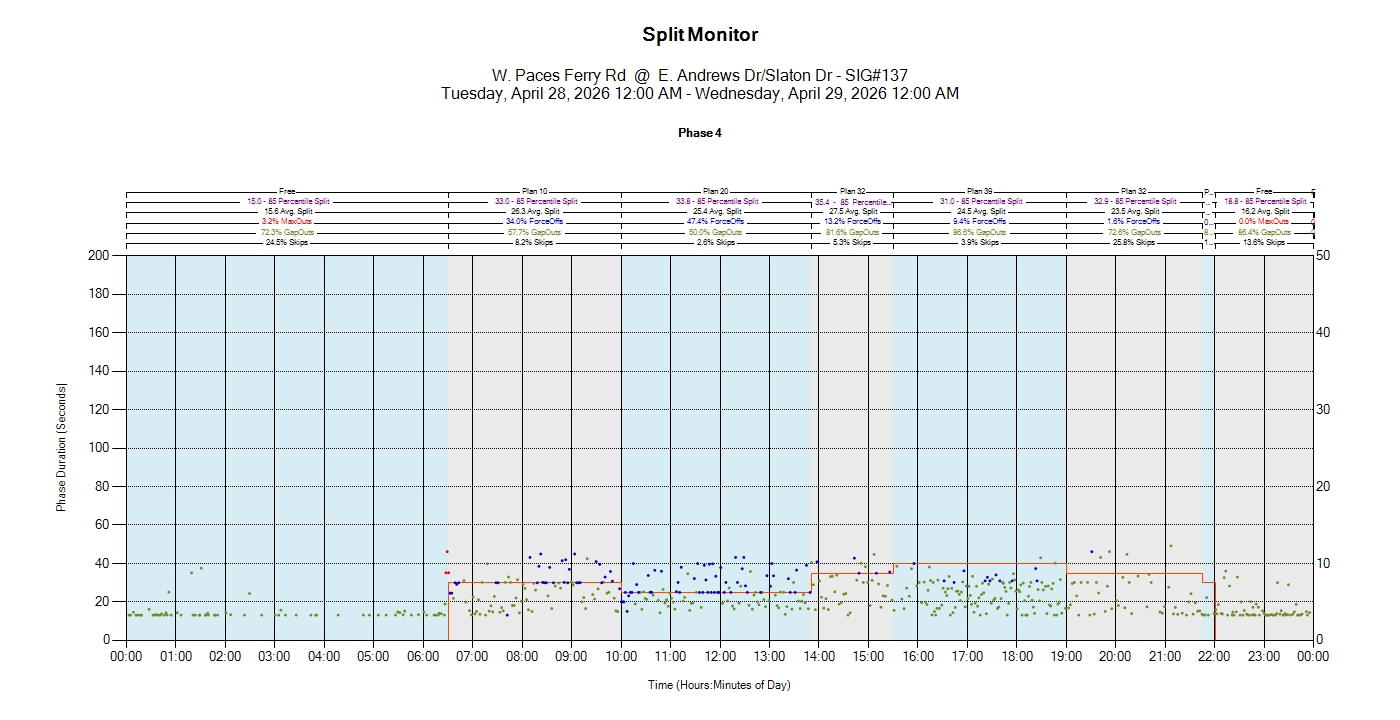 Split Monitor
W. Paces Ferry Rd @ E. Andrews Dr/Slaton Dr - SIG#137
Tuesday, April 28, 2026 12:00 AM - Wednesday, April 29, 2026 12:00 AM
Phase 4
Free Plan 10 Plan 20 Plan 32 Plan 39 Plan 32 P... Free F
15.0 - 85 Percentile Split 33.0 - 85 Percentile Split 33.8 - 85 Percentile Split 35.4 - 85 Percentile... 31.0 - 85 Percentile Split 32.9 - 85 Percentile Split 18.8 - 85 Percentile Split
15.6 Avg. Split 26.3 Avg. Split 25.4 Avg. Split 27.5 Avg. Split 24.5 Avg. Split 23.5 Avg. Split 16.2 Avg. Split
3.2% MaxOuts 34.0% ForceOffs 47.4% ForceOffs 13.2% ForceOffs 9.4% ForceOffs 1.6% ForceOffs 0... 0.0% MaxOuts
72.3% GapOuts 57.7% GapOuts 50.0% GapOuts 81.6% GapOuts 86.6% GapOuts 72.6% GapOuts 8... 86.4% GapOuts
24.5% Skips 8.2% Skips 2.6% Skips 5.3% Skips 3.9% Skips 25.8% Skips 1... 13.6% Skips
200 50
180
160 40
140
120 30
100
80 20
60
40 10
20
0 0
Phase Duration (Seconds)
00:00 01:00 02:00 03:00 04:00 05:00 06:00 07:00 08:00 09:00 10:00 11:00 12:00 13:00 14:00 15:00 16:00 17:00 18:00 19:00 20:00 21:00 22:00 23:00 00:00
Time (Hours:Minutes of Day)